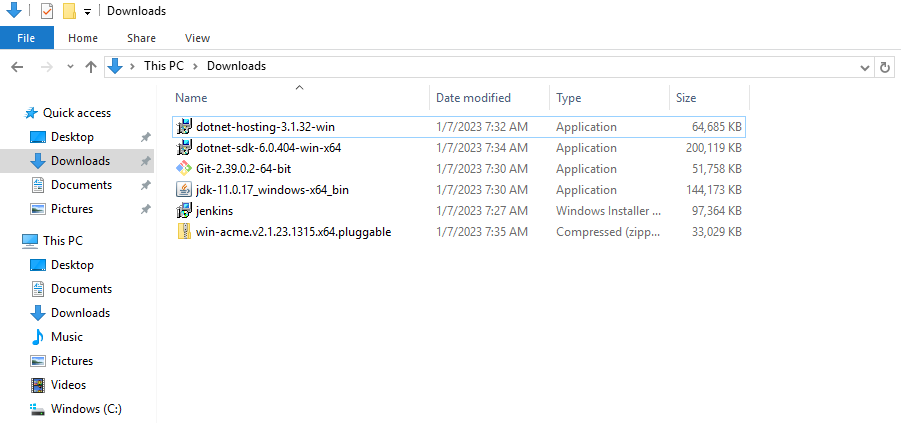 Downloads
File Home Share View
This PC > Downloads
Name Date modified Type Size
Quick access
Desktop
Downloads
Documents
Pictures
This PC
Desktop
Documents
Downloads
Music
Pictures
Videos
Windows (C:)
dotnet-hosting-3.1.32-win 1/7/2023 7:32 AM Application 64,685 KB
dotnet-sdk-6.0.404-win-x64 1/7/2023 7:34 AM Application 200,119 KB
Git-2.39.0.2-64-bit 1/7/2023 7:30 AM Application 51,758 KB
jdk-11.0.17_windows-x64_bin 1/7/2023 7:30 AM Application 144,173 KB
jenkins 1/7/2023 7:27 AM Windows Installer ... 97,364 KB
win-acme.v2.1.23.1315.x64.pluggable 1/7/2023 7:35 AM Compressed (zipp... 33,029 KB